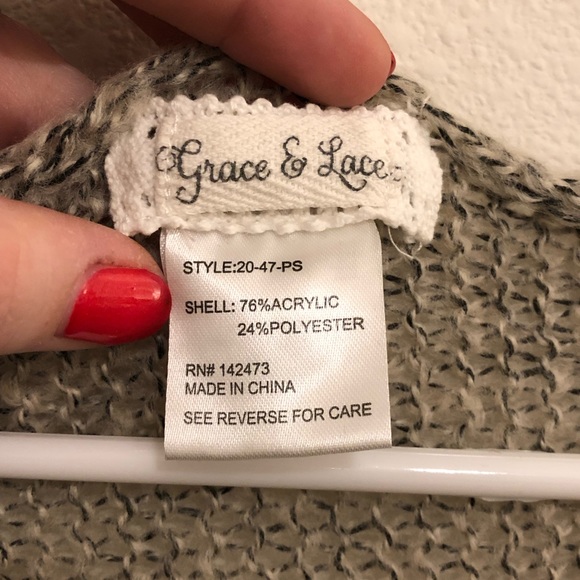 Grace & Lace
STYLE:20-47-PS
SHELL: 76%ACRYLIC
24%POLYESTER
RN# 142473
MADE IN CHINA
SEE REVERSE FOR CARE